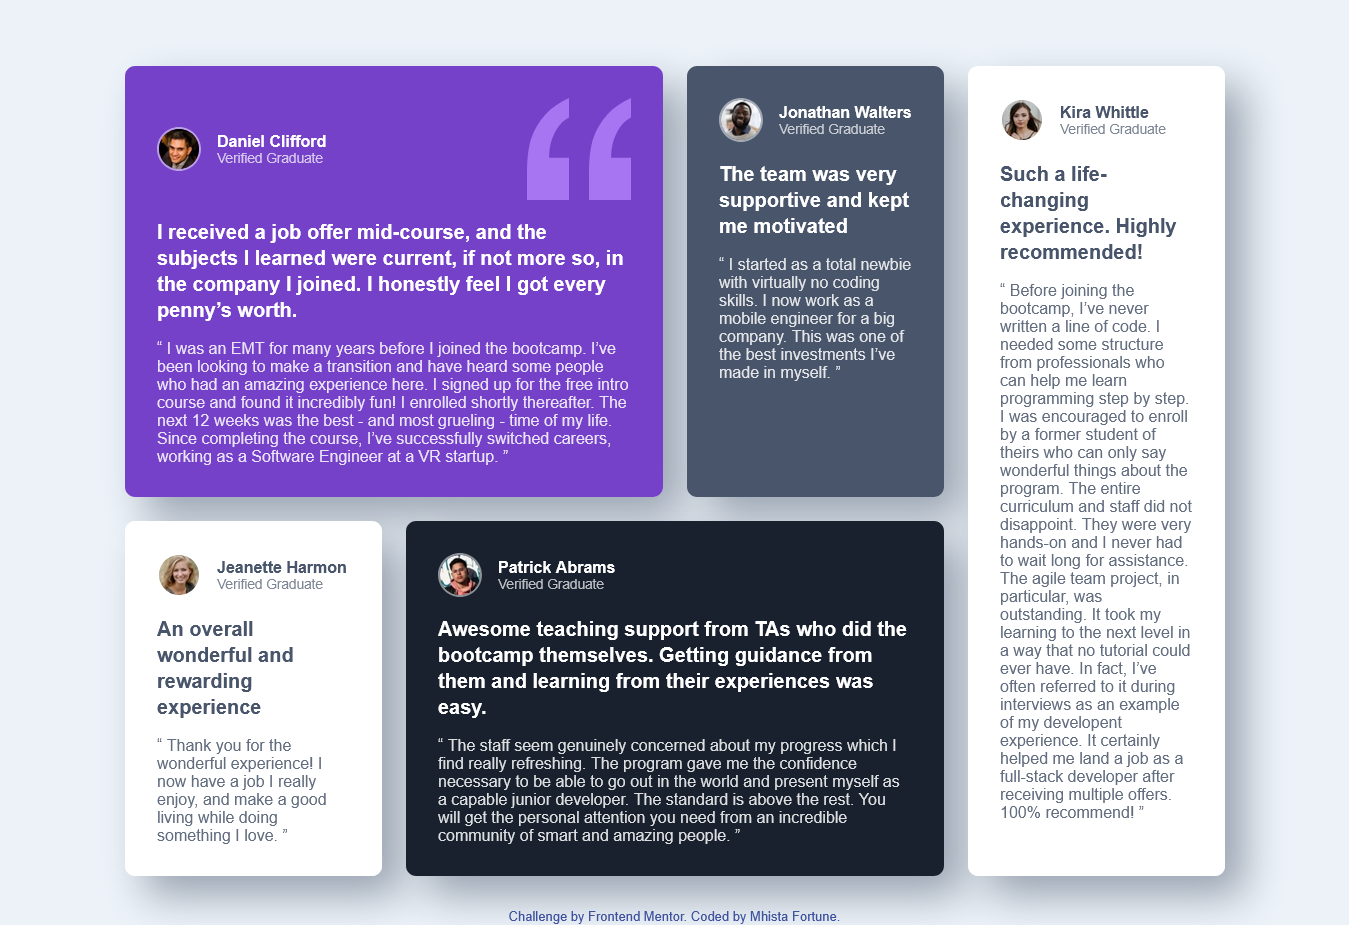 Daniel Clifford
Verified Graduate
I received a job offer mid-course, and the
subjects I learned were current, if not more so, in
the company I joined. I honestly feel I got every
penny’s worth.
“ I was an EMT for many years before I joined the bootcamp. I’ve
been looking to make a transition and have heard some people
who had an amazing experience here. I signed up for the free intro
course and found it incredibly fun! I enrolled shortly thereafter. The
next 12 weeks was the best - and most grueling - time of my life.
Since completing the course, I’ve successfully switched careers,
working as a Software Engineer at a VR startup. ”
Jonathan Walters
Verified Graduate
The team was very
supportive and kept
me motivated
“ I started as a total newbie
with virtually no coding
skills. I now work as a
mobile engineer for a big
company. This was one of
the best investments I’ve
made in myself. ”
Kira Whittle
Verified Graduate
Such a life-
changing
experience. Highly
recommended!
“ Before joining the
bootcamp, I’ve never
written a line of code. I
needed some structure
from professionals who
can help me learn
programming step by step.
I was encouraged to enroll
by a former student of
theirs who can only say
wonderful things about the
program. The entire
curriculum and staff did not
disappoint. They were very
hands-on and I never had
to wait long for assistance.
The agile team project, in
particular, was
outstanding. It took my
learning to the next level in
a way that no tutorial could
ever have. In fact, I’ve
often referred to it during
interviews as an example
of my developent
experience. It certainly
helped me land a job as a
full-stack developer after
receiving multiple offers.
100% recommend! ”
Jeanette Harmon
Verified Graduate
An overall
wonderful and
rewarding
experience
“ Thank you for the
wonderful experience! I
now have a job I really
enjoy, and make a good
living while doing
something I love. ”
Patrick Abrams
Verified Graduate
Awesome teaching support from TAs who did the
bootcamp themselves. Getting guidance from
them and learning from their experiences was
easy.
“ The staff seem genuinely concerned about my progress which I
find really refreshing. The program gave me the confidence
necessary to be able to go out in the world and present myself as
a capable junior developer. The standard is above the rest. You
will get the personal attention you need from an incredible
community of smart and amazing people. ”
Challenge by Frontend Mentor. Coded by Mhista Fortune.